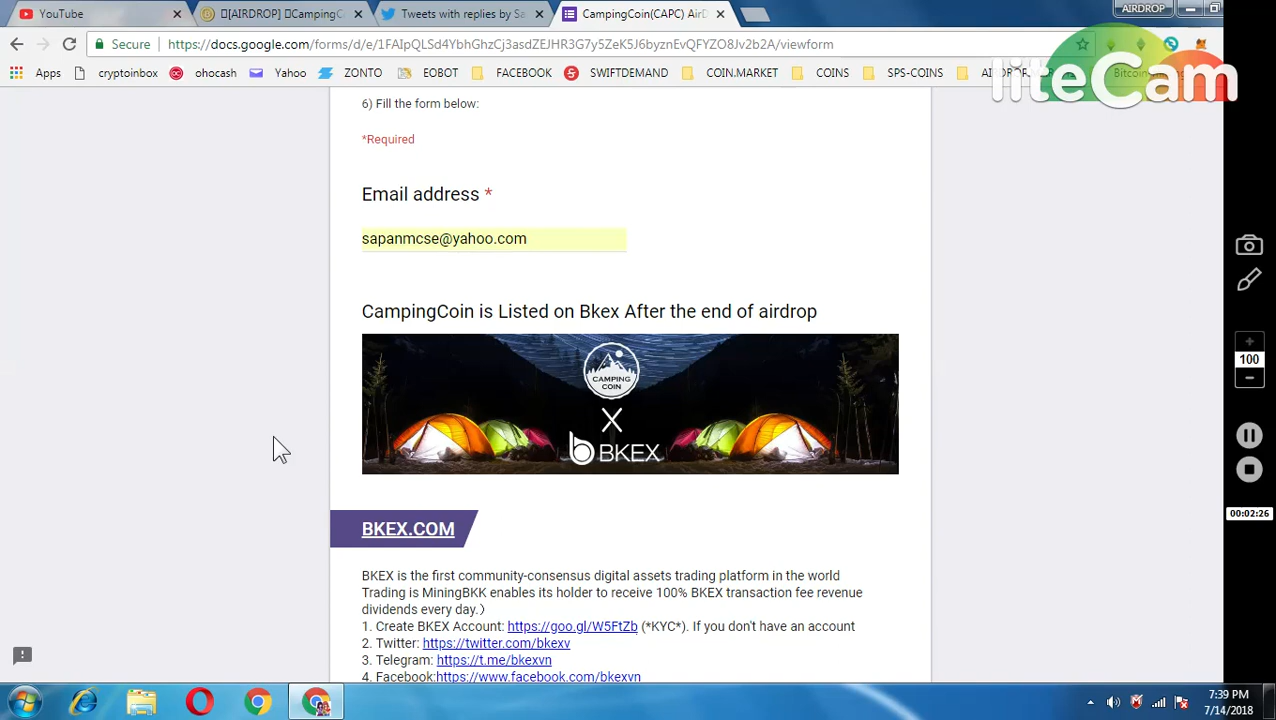 YouTube
[AIRDROP] CampingC
Tweets with replies by Sa
CampingCoin(CAPC) AirD
AIRDROP
Secure
https://docs.google.com/forms/d/e/1FAIpQLSd4YbhGhzCj3asdZEJHR3G7y5ZeK5J6byznEvQFYZO8Jv2b2A/viewform
Apps
cryptoinbox
ohocash
Yahoo
EOBOT
FACEBOOK
SWIFTDEMAND
COIN.MARKET
COINS
SPS-COINS
liteCam
6) Fill the form below:
*Required
Email address *
sapanmcse@yahoo.com
CampingCoin is Listed on Bkex After the end of airdrop
CAMPING
COIN
X
BKEX
100
BKEX.COM
00:02:26
BKEX is the first community-consensus digital assets trading platform in the world
Trading is MiningBKK enables its holder to receive 100% BKEX transaction fee revenue
dividends every day.）
1. Create BKEX Account: https://goo.gl/W5FtZb (*KYC*). If you don't have an account
2. Twitter: https://twitter.com/bkexv
3. Telegram: https://t.me/bkexvn
4. Facebook:https://www.facebook.com/bkexvn
7:39 PM
7/14/2018